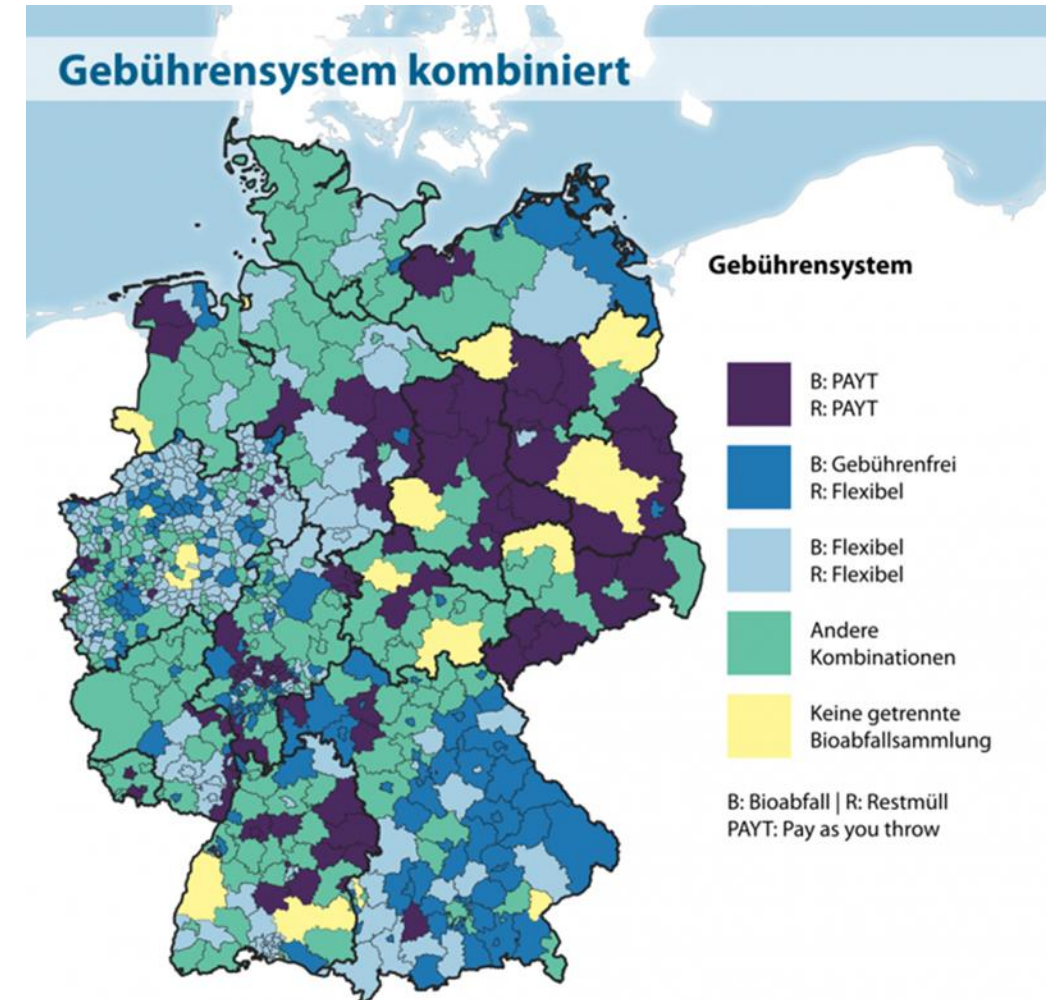 Gebührensystem kombiniert
Gebührensystem
B: PAYT
R: PAYT
B: Gebührenfrei
R: Flexibel
B: Flexibel
R: Flexibel
Andere
Kombinationen
Keine getrennte
Bioabfallsammlung
B: Bioabfall | R: Restmüll
PAYT: Pay as you throw